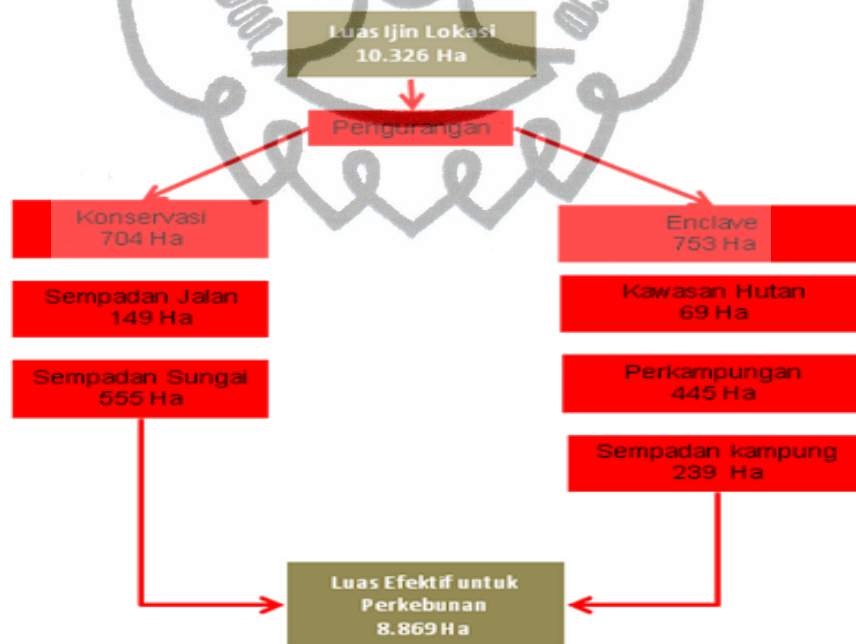 Luas Ijin Lokasi
10.326 Ha
Pengurangan
Konservasi
704 Ha
Sempadan Jalan
149 Ha
Sempadan Sungai
555 Ha
Enclave
753 Ha
Kawasan Hutan
69 Ha
Perkampungan
445 Ha
Sempadan kampung
239 Ha
Luas Efektif untuk
Perkebunan
8.869 Ha